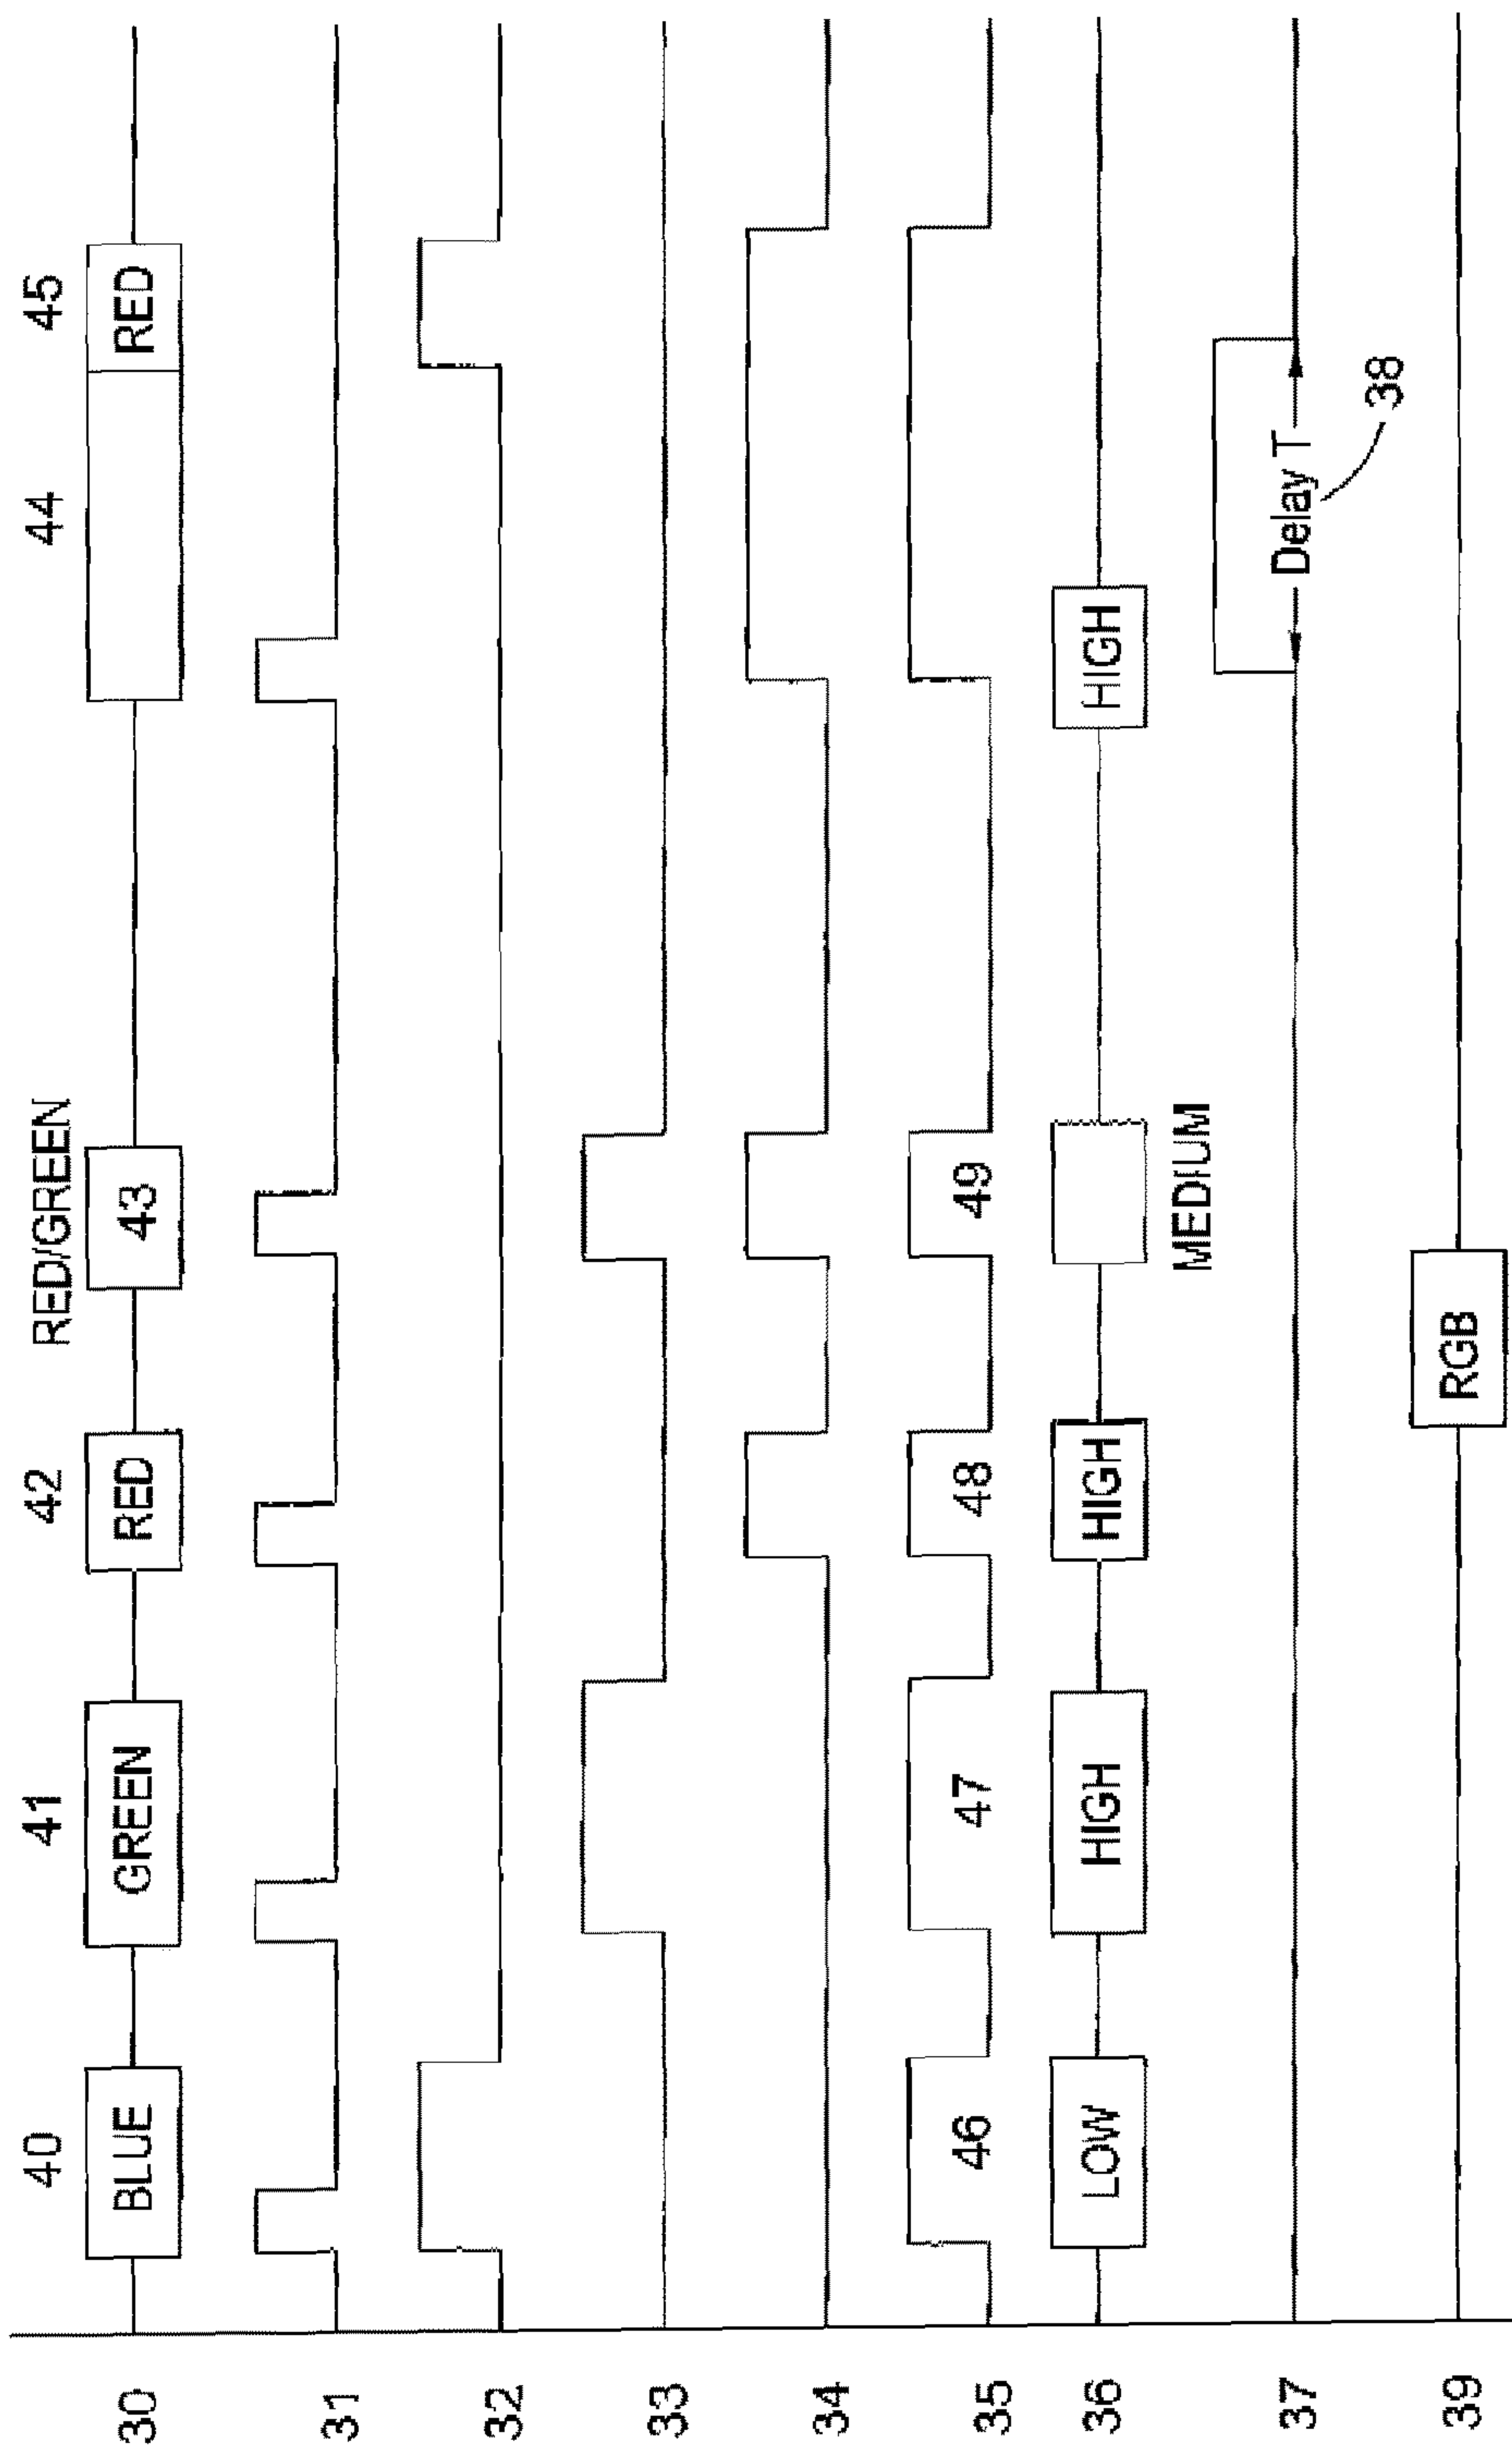 40 41 42 RED/GREEN 44 45
30 BLUE GREEN RED 43 RED
31
32
33
34
35 46 47 48 49
36 LOW HIGH HIGH HIGH
MEDIUM
37 Delay T
38
39 RGB